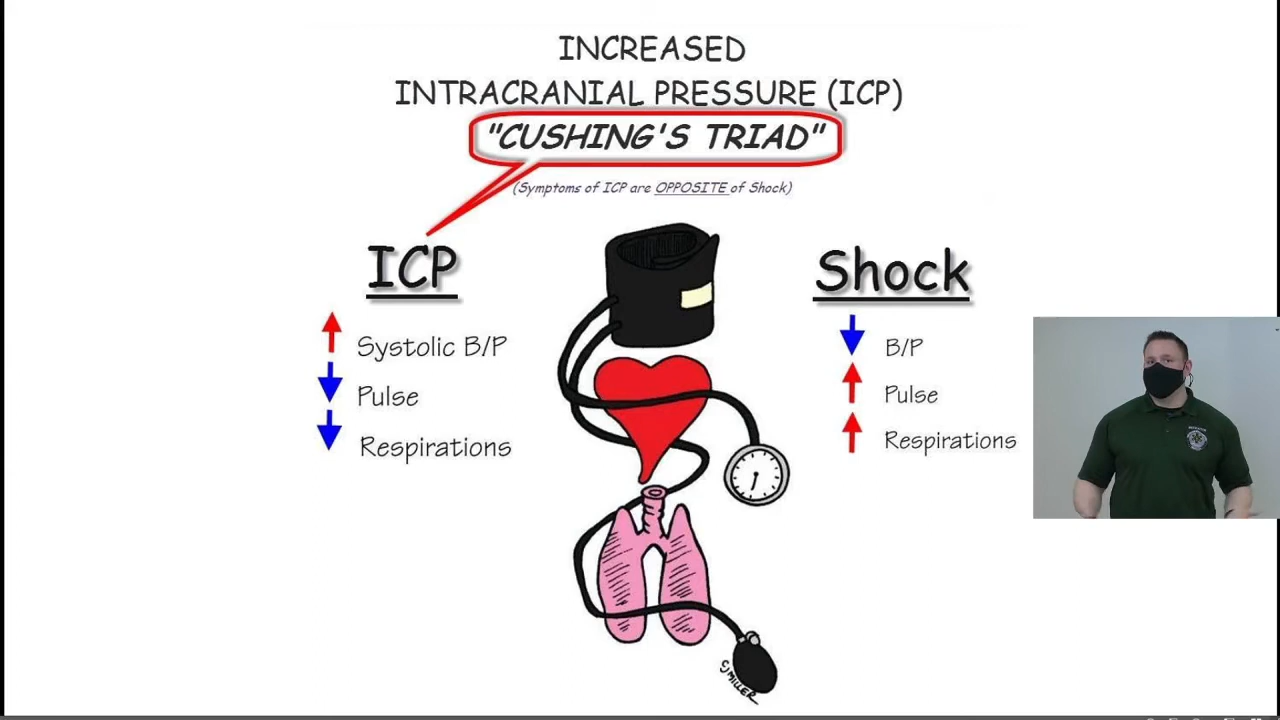 INCREASED
INTRACRANIAL PRESSURE (ICP)
"CUSHING'S TRIAD"
(Symptoms of ICP are OPPOSITE of Shock)
ICP
Systolic B/P
Pulse
Respirations
Shock
B/P
Pulse
Respirations
SJMILLER